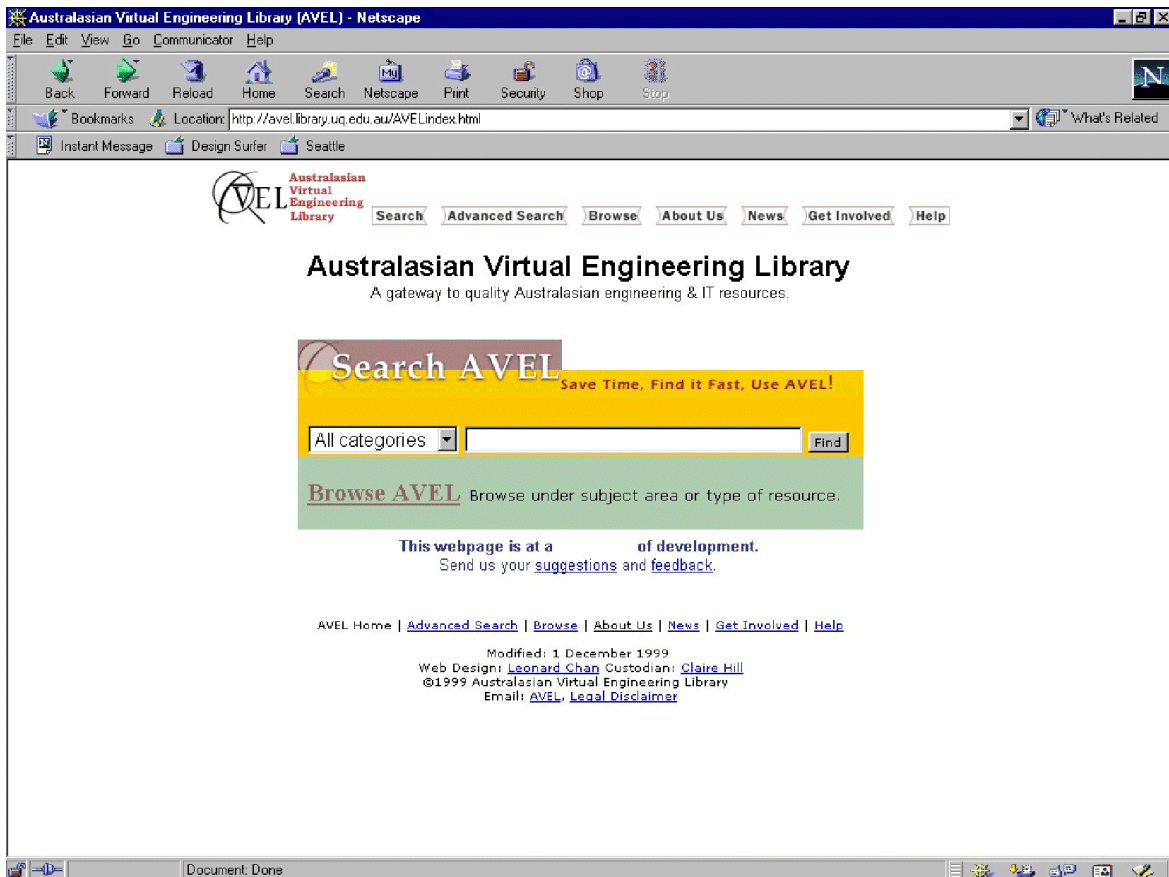 Australasian Virtual Engineering Library (AVEL) - Netscape
File Edit View Go Communicator Help
Back Forward Reload Home Search Netscape Print Security Shop Stop
My
N
Bookmarks Location: http://avel.library.uq.edu.au/AVELindex.html What's Related
Instant Message Design Surfer Seattle
AVEL Australasian
Virtual
Engineering
Library
Search Advanced Search Browse About Us News Get Involved Help
Australasian Virtual Engineering Library
A gateway to quality Australasian engineering & IT resources.
Search AVEL
Save Time, Find it Fast, Use AVEL!
All categories Find
Browse AVEL Browse under subject area or type of resource.
This webpage is at a of development.
Send us your suggestions and feedback.
AVEL Home | Advanced Search | Browse | About Us | News | Get Involved | Help
Modified: 1 December 1999
Web Design: Leonard Chan Custodian: Claire Hill
©1999 Australasian Virtual Engineering Library
Email: AVEL, Legal Disclaimer
Document: Done